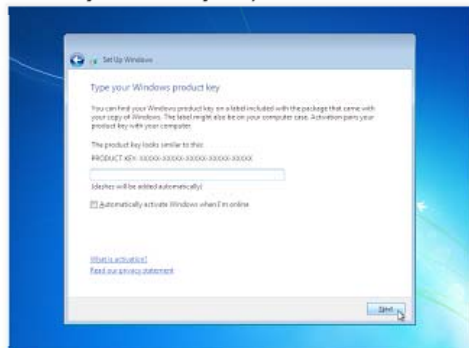 Set Up Windows
Type your Windows product key
You can find your Windows product key on a label included with the package that came with
your copy of Windows. The label might also be on your computer case. Activation pairs your
product key with your computer.
The product key looks similar to this:
PRODUCT KEY: XXXXX-XXXXX-XXXXX-XXXXX-XXXXX
(dashes will be added automatically)
Automatically activate Windows when I'm online
What is activation?
Read our privacy statement
Next